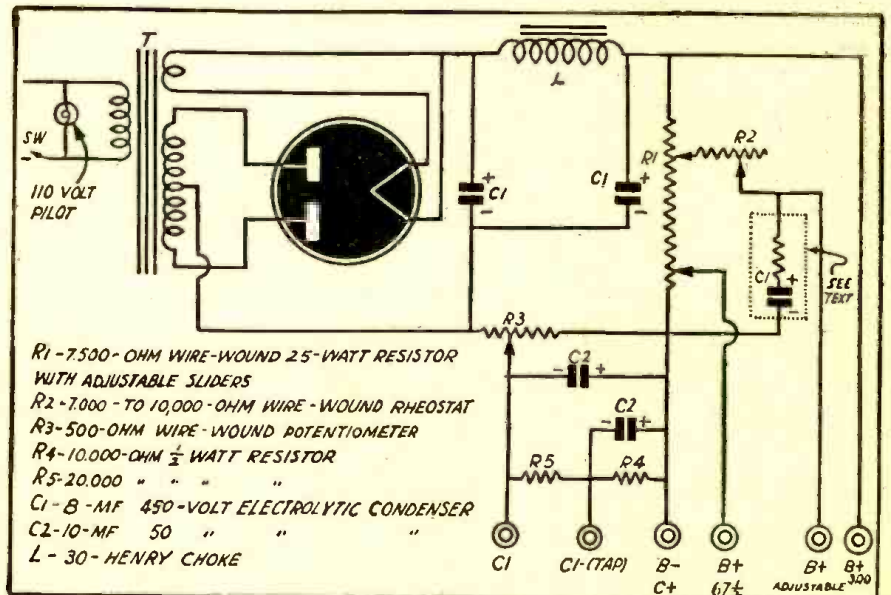 T
L
SW
110 VOLT
PILOT
+
C1
-
C1
+
-
R1
R2
C1
+
-
SEE
TEXT
R3
- C2 +
- C2 +
R5
R4
R1-7,500-OHM WIRE-WOUND 25-WATT RESISTOR
WITH ADJUSTABLE SLIDERS
R2-7,000-TO 10,000-OHM WIRE-WOUND RHEOSTAT
R3-500-OHM WIRE-WOUND POTENTIOMETER
R4-10,000-OHM ½ WATT RESISTOR
R5-20,000 " " " "
C1-8-MF 450-VOLT ELECTROLYTIC CONDENSER
C2-10-MF 50 " " "
L-30-HENRY CHOKE
C1
C1-(TAP)
B-
C+
B+
67½
B+
ADJUSTABLE
B+
300